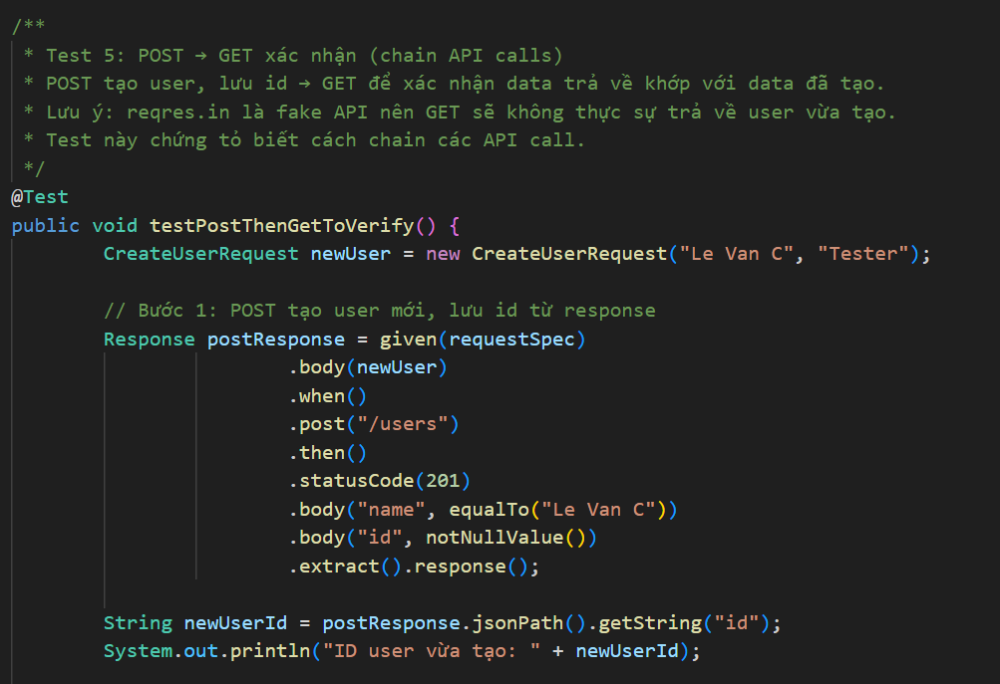 /**
 * Test 5: POST → GET xác nhận (chain API calls)
 * POST tạo user, lưu id → GET để xác nhận data trả về khớp với data đã tạo.
 * Lưu ý: reqres.in là fake API nên GET sẽ không thực sự trả về user vừa tạo.
 * Test này chứng tỏ biết cách chain các API call.
 */
@Test
public void testPostThenGetToVerify() {
        CreateUserRequest newUser = new CreateUserRequest("Le Van C", "Tester");

        // Bước 1: POST tạo user mới, lưu id từ response
        Response postResponse = given(requestSpec)
                        .body(newUser)
                        .when()
                        .post("/users")
                        .then()
                        .statusCode(201)
                        .body("name", equalTo("Le Van C"))
                        .body("id", notNullValue())
                        .extract().response();

        String newUserId = postResponse.jsonPath().getString("id");
        System.out.println("ID user vừa tạo: " + newUserId);